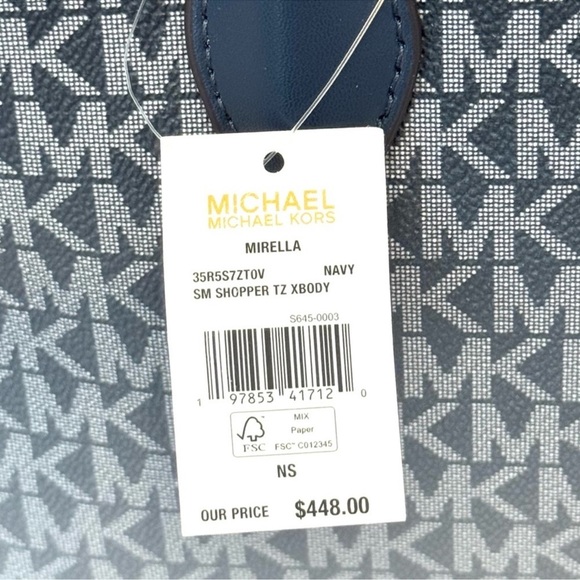 MICHAEL
MICHAEL KORS
MIRELLA
35R5S7ZT0V NAVY
SM SHOPPER TZ XBODY
S645-0003
1 97853 41712 0
MIX
Paper
FSC™ C012345
FSC
NS
OUR PRICE $448.00